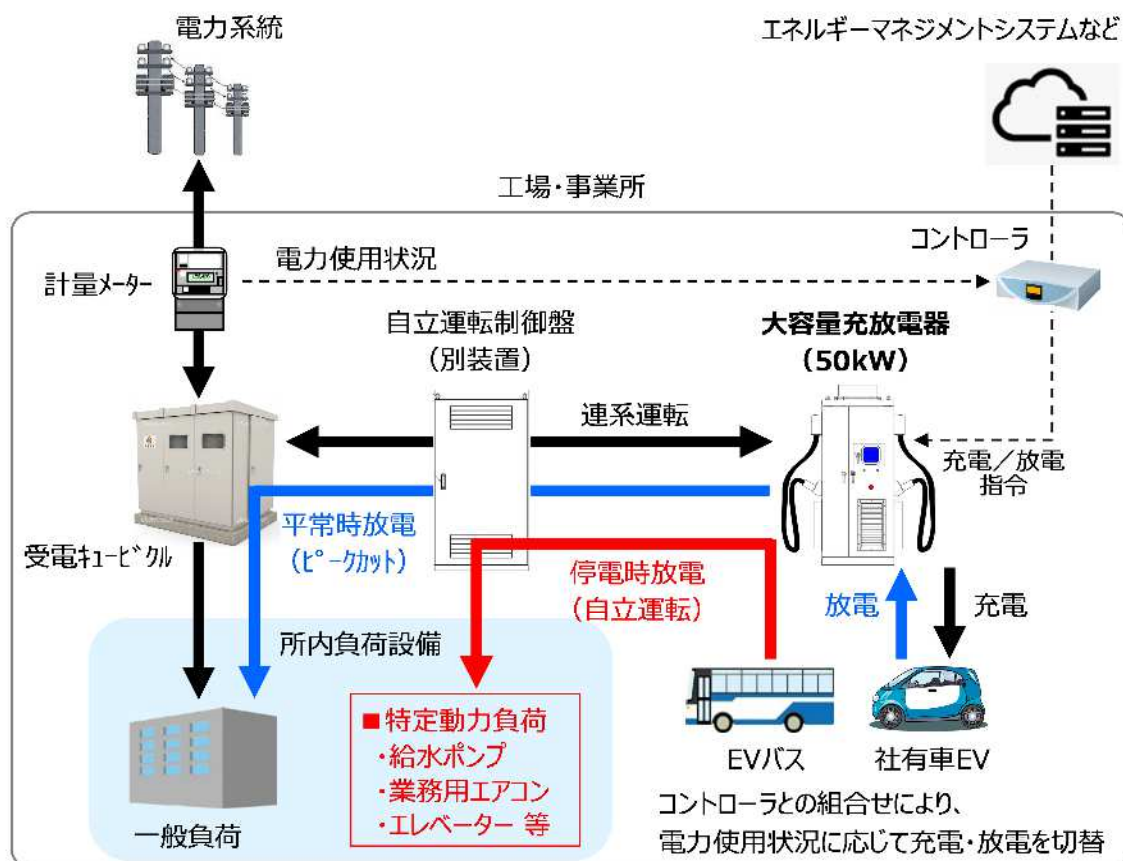 電力系統
エネルギーマネジメントシステムなど
工場・事業所
コントローラ
電力使用状況
計量メーター
自立運転制御盤
（別装置）
大容量充放電器
（50kW）
連系運転
充電／放電
指令
平常時放電
（ﾋﾟｰｸｶｯﾄ）
受電ｷｭｰﾋﾞｸﾙ
停電時放電
（自立運転）
放電
充電
所内負荷設備
■特定動力負荷
・給水ポンプ
・業務用エアコン
・エレベーター 等
一般負荷
EVバス
社有車EV
コントローラとの組合せにより、
電力使用状況に応じて充電・放電を切替